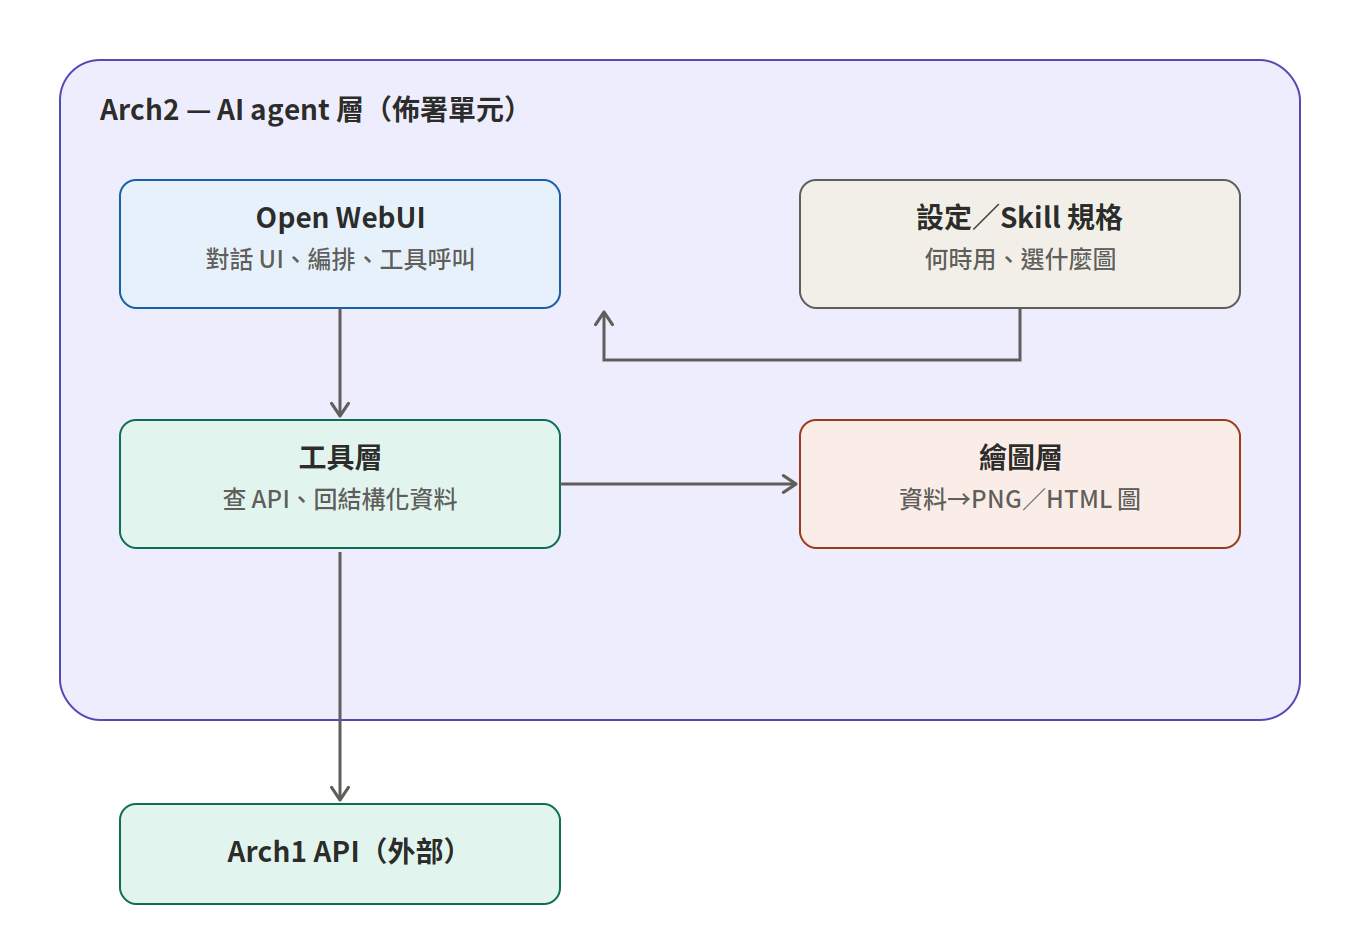 Arch2 — AI agent 層（佈署單元）
Open WebUI
對話 UI、編排、工具呼叫
設定／Skill 規格
何時用、選什麼圖
工具層
查 API、回結構化資料
繪圖層
資料→PNG／HTML 圖
Arch1 API（外部）